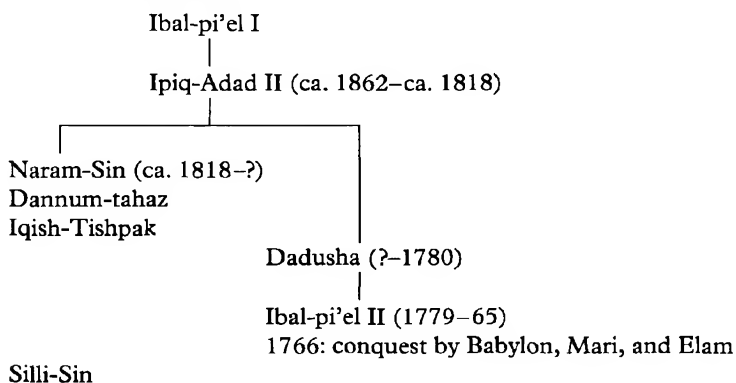 Ibal-pi’el I
Ipiq-Adad II (ca. 1862–ca. 1818)
Naram-Sin (ca. 1818–?)
Dannum-tahaz
Iqish-Tishpak
Dadusha (?–1780)
Ibal-pi’el II (1779–65)
1766: conquest by Babylon, Mari, and Elam
Silli-Sin